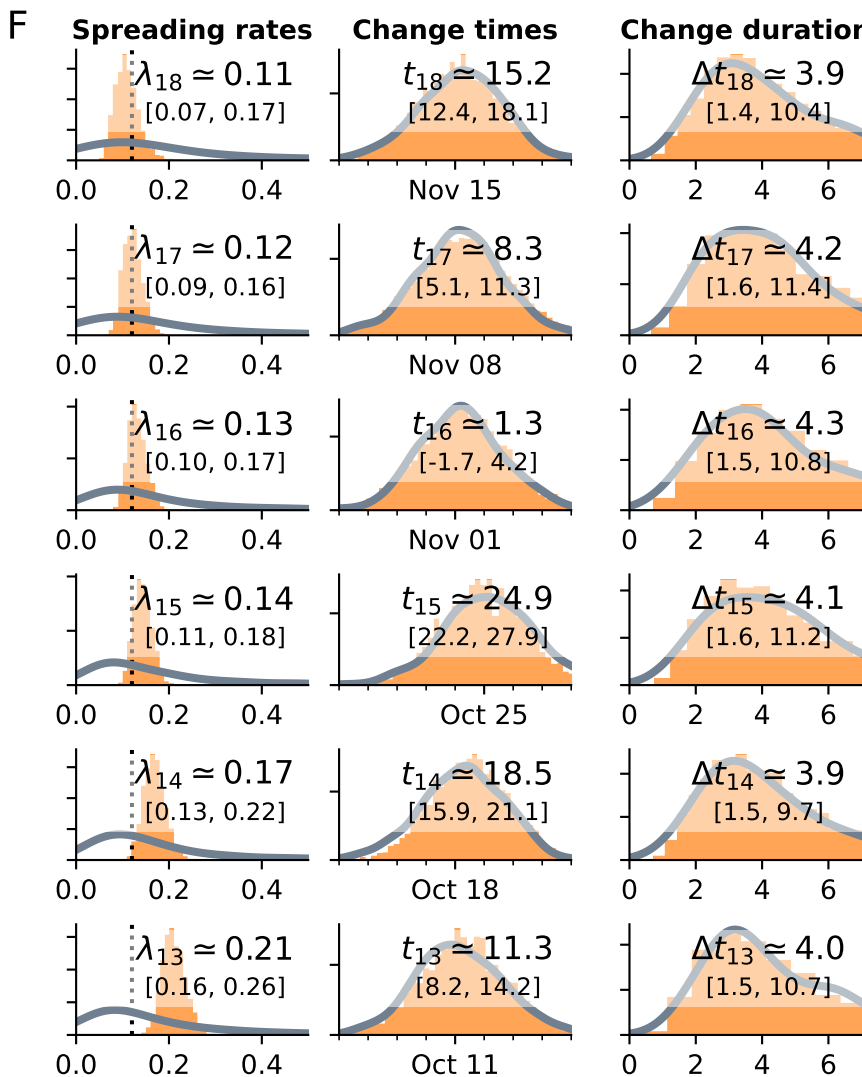 F
Spreading rates Change times Change duration
λ18 ≃ 0.11 t18 ≃ 15.2 Δt18 ≃ 3.9
[0.07, 0.17] [12.4, 18.1] [1.4, 10.4]
0.0 0.2 0.4 Nov 15 2 4 6
λ17 ≃ 0.12 t17 ≃ 8.3 Δt17 ≃ 4.2
[0.09, 0.16] [5.1, 11.3] [1.6, 11.4]
0.0 0.2 0.4 Nov 08 0 2 4 6
λ16 ≃ 0.13 t16 ≃ 1.3 Δt16 ≃ 4.3
[0.10, 0.17] [-1.7, 4.2] [1.5, 10.8]
0.0 0.2 0.4 Nov 01 0 2 4 6
λ15 ≃ 0.14 t15 ≃ 24.9 Δt15 ≃ 4.1
[0.11, 0.18] [22.2, 27.9] [1.6, 11.2]
0.0 0.2 0.4 Oct 25 0 2 4 6
λ14 ≃ 0.17 t14 ≃ 18.5 Δt14 ≃ 3.9
[0.13, 0.22] [15.9, 21.1] [1.5, 9.7]
0.0 0.2 0.4 Oct 18 0 2 4 6
λ13 ≃ 0.21 t13 ≃ 11.3 Δt13 ≃ 4.0
[0.16, 0.26] [8.2, 14.2] [1.5, 10.7]
0.0 0.2 0.4 Oct 11 0 2 4 6